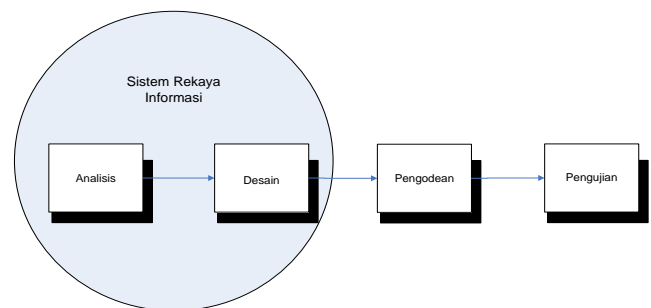 Sistem Rekaya
Informasi
Analisis
Desain
Pengodean
Pengujian